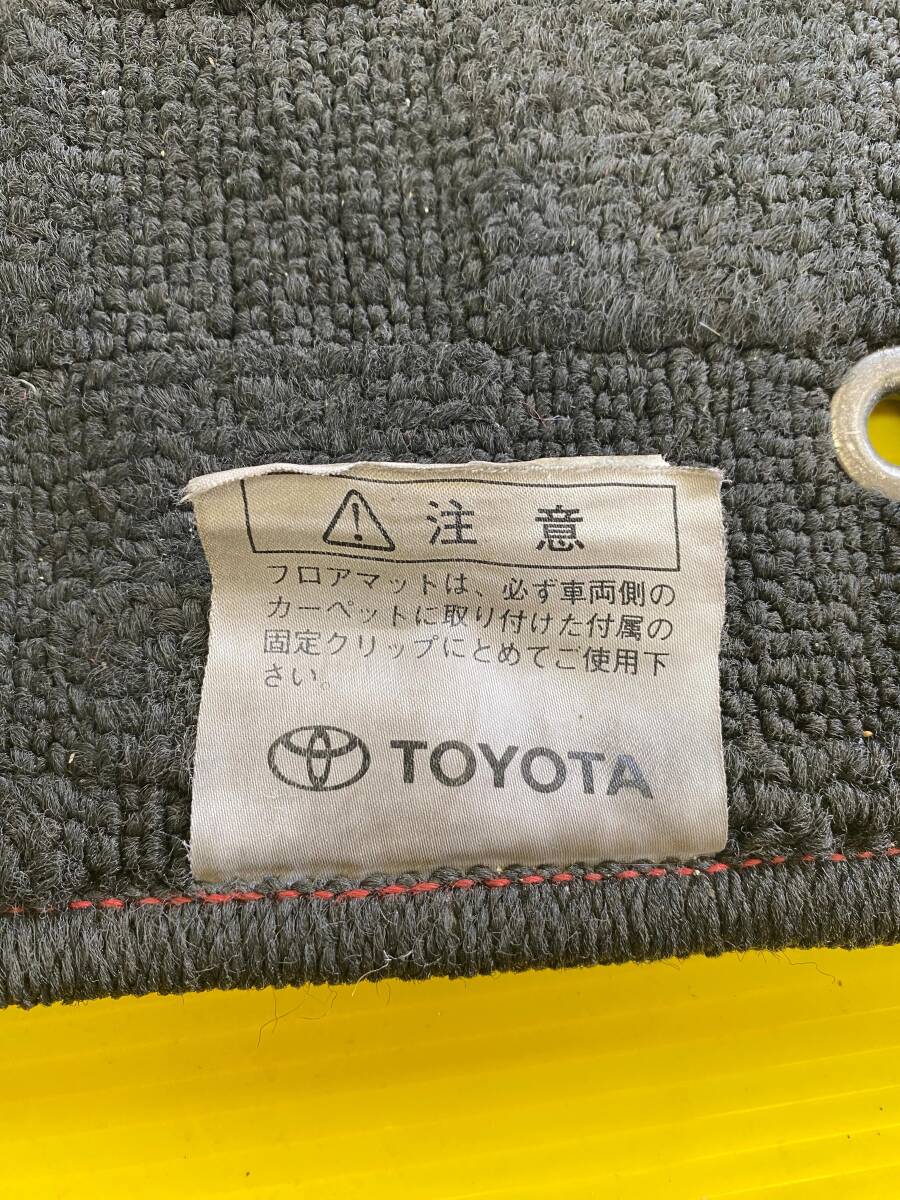 注 意
フロアマットは、必ず車両側の
カーペットに取り付けた付属の
固定クリップにとめてご使用下
さい。
TOYOTA